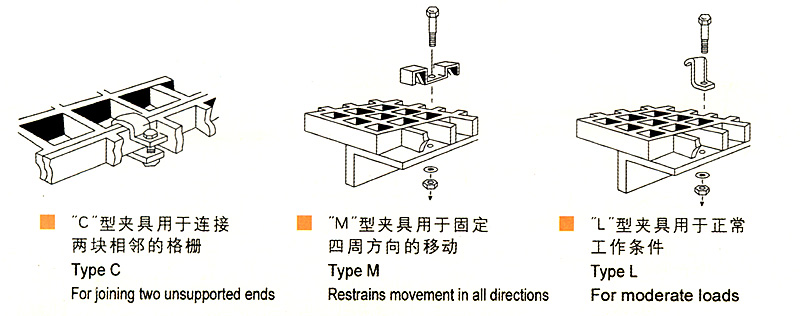 "C"型夹具用于连接
两块相邻的格栅
Type C
For joining two unsupported ends
"M"型夹具用于固定
四周方向的移动
Type M
Restrains movement in all directions
"L"型夹具用于正常
工作条件
Type L
For moderate loads